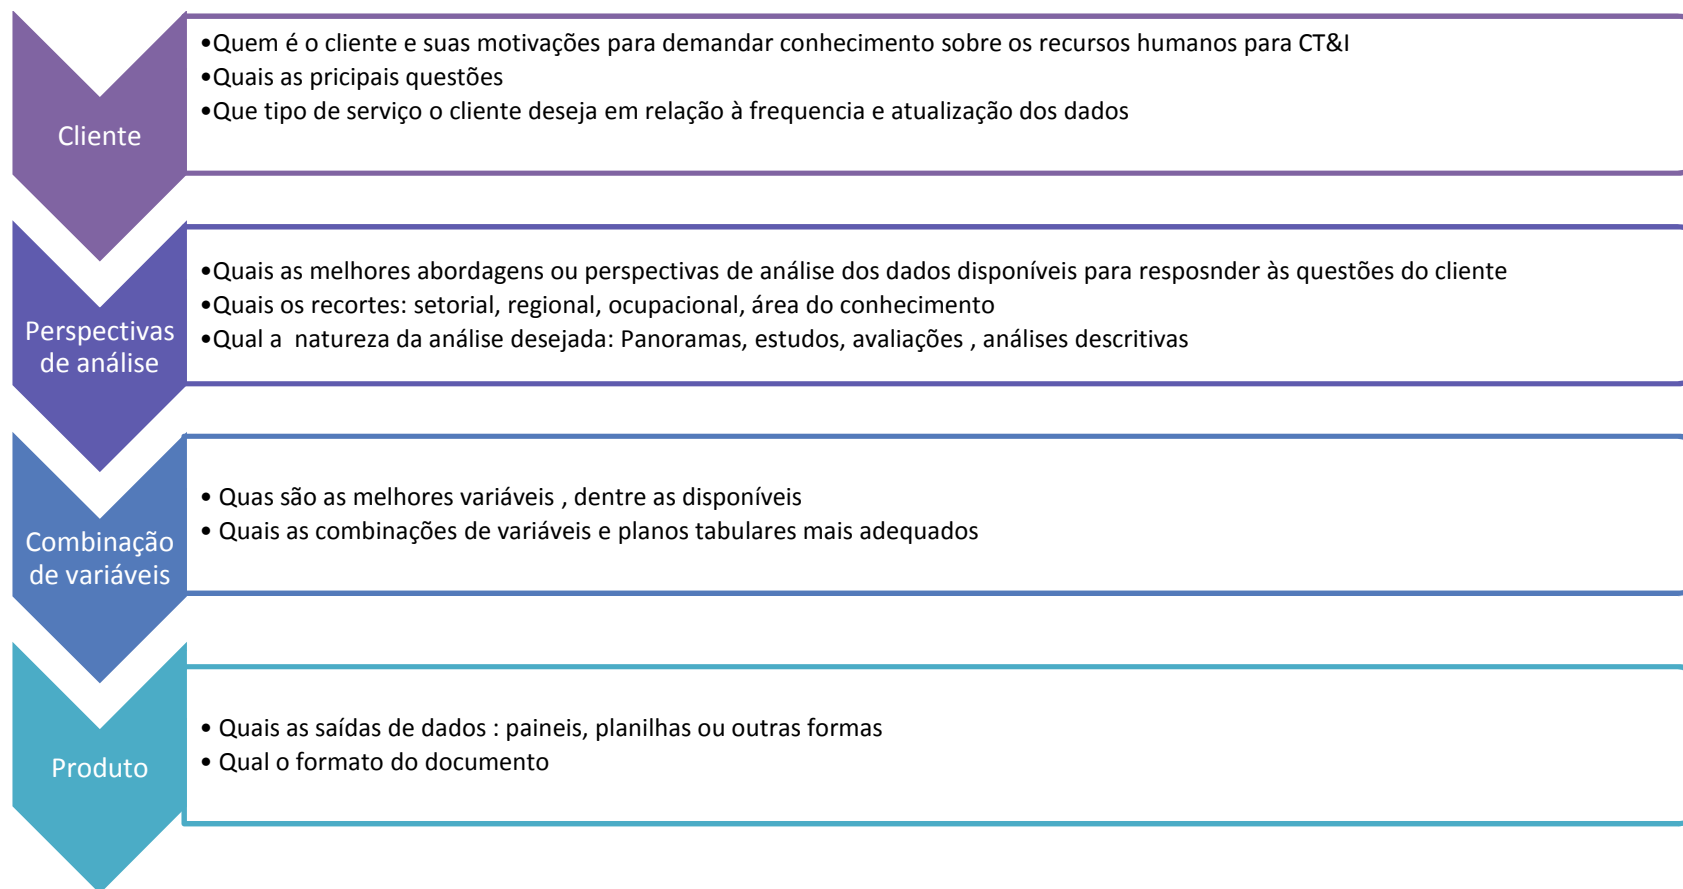 Cliente
•Quem é o cliente e suas motivações para demandar conhecimento sobre os recursos humanos para CT&I
•Quais as pricipais questões
•Que tipo de serviço o cliente deseja em relação à frequencia e atualização dos dados
Perspectivas
de análise
•Quais as melhores abordagens ou perspectivas de análise dos dados disponíveis para resposnder às questões do cliente
•Quais os recortes: setorial, regional, ocupacional, área do conhecimento
•Qual a natureza da análise desejada: Panoramas, estudos, avaliações , análises descritivas
Combinação
de variáveis
• Quas são as melhores variáveis , dentre as disponíveis
• Quais as combinações de variáveis e planos tabulares mais adequados
Produto
• Quais as saídas de dados : paineis, planilhas ou outras formas
• Qual o formato do documento